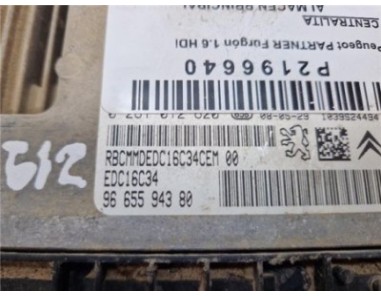 ALMACEN PRINCIPAL
CENTRALITA
Peugeot PARTNER Furgón 1.6 HDI
P2196640
08-05-29 1039S24494
RBCMMDEDC16C34CEM 00
EDC16C34
96 655 943 80